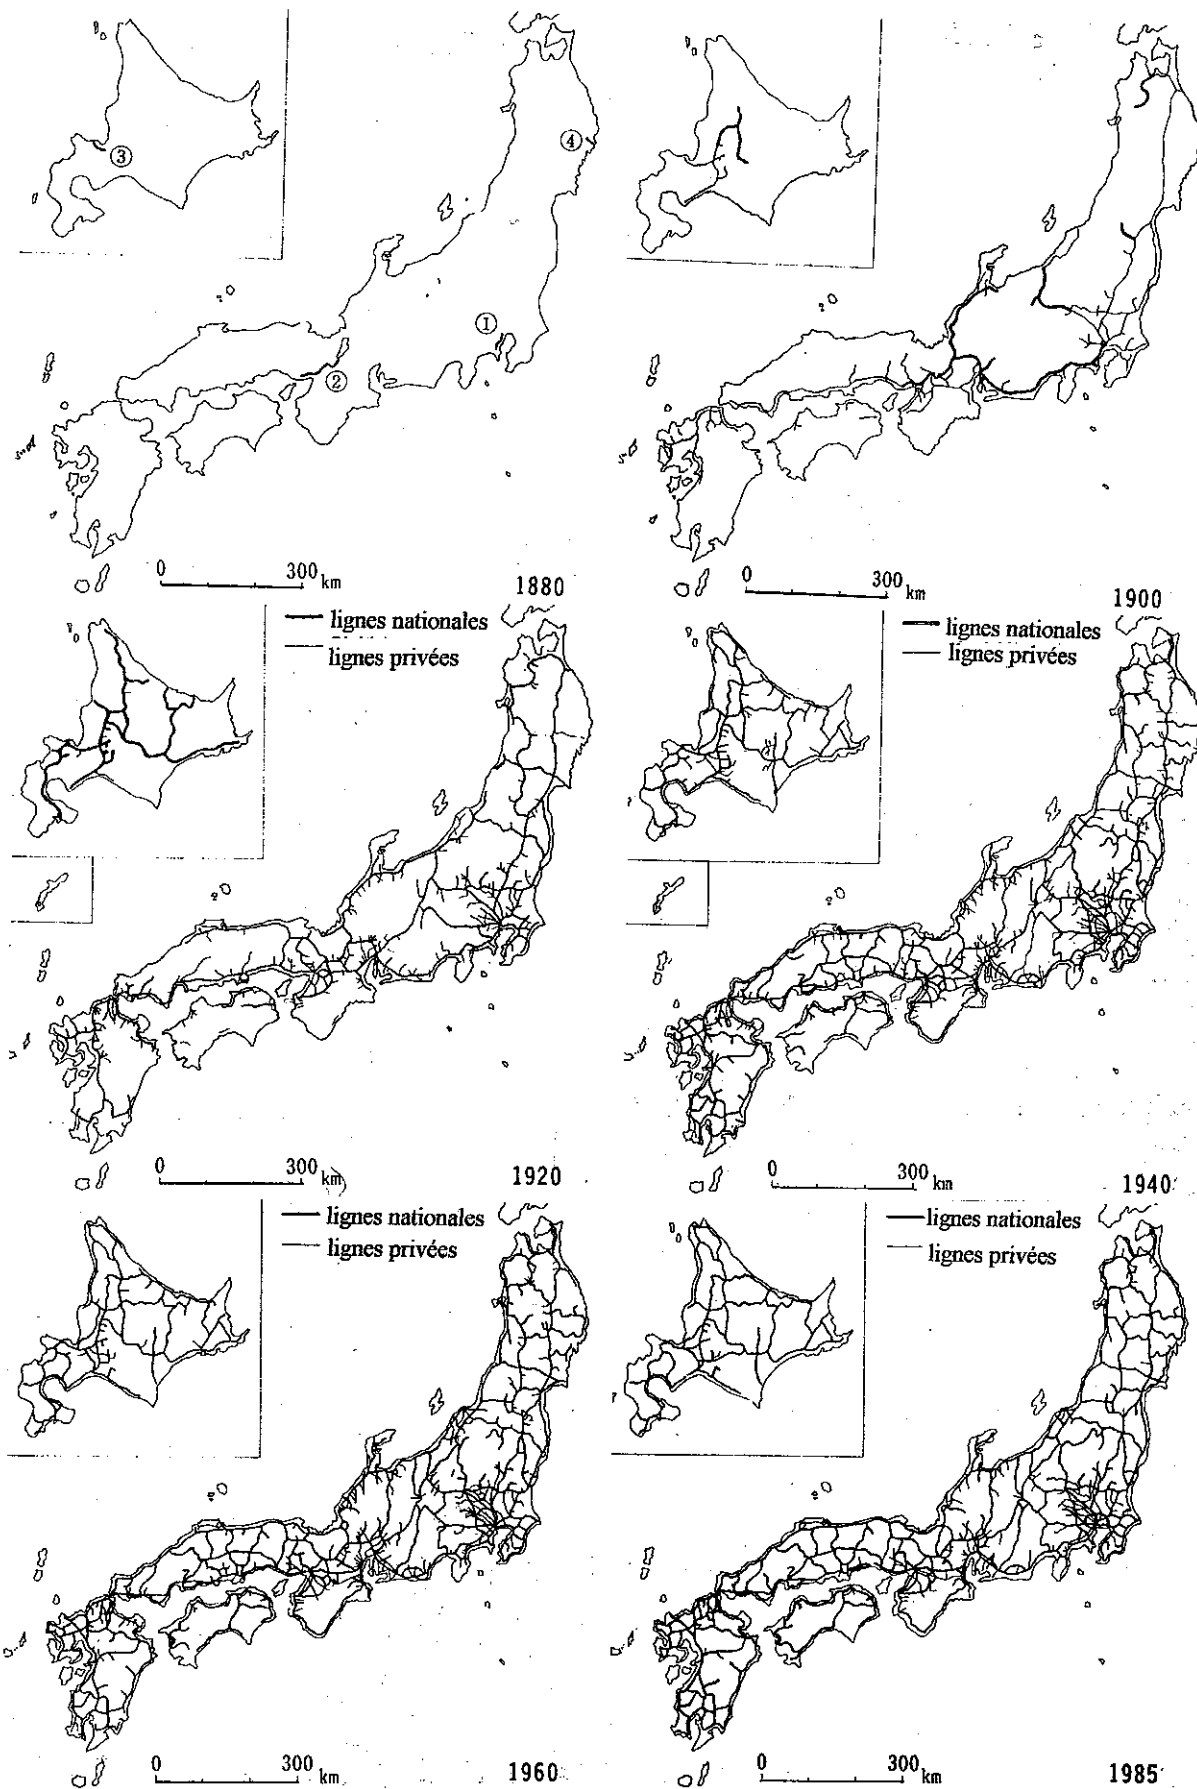 ③
④
①
②
0 300 km
1880
0 300 km
1900
lignes nationales
lignes privées
lignes nationales
lignes privées
0 300 km
1920
0 300 km
1940
lignes nationales
lignes privées
lignes nationales
lignes privées
0 300 km
1960
0 300 km
1985